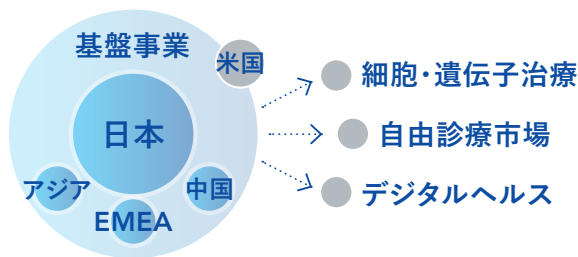 基盤事業
米国
日本
アジア
中国
EMEA
細胞・遺伝子治療
自由診療市場
デジタルヘルス